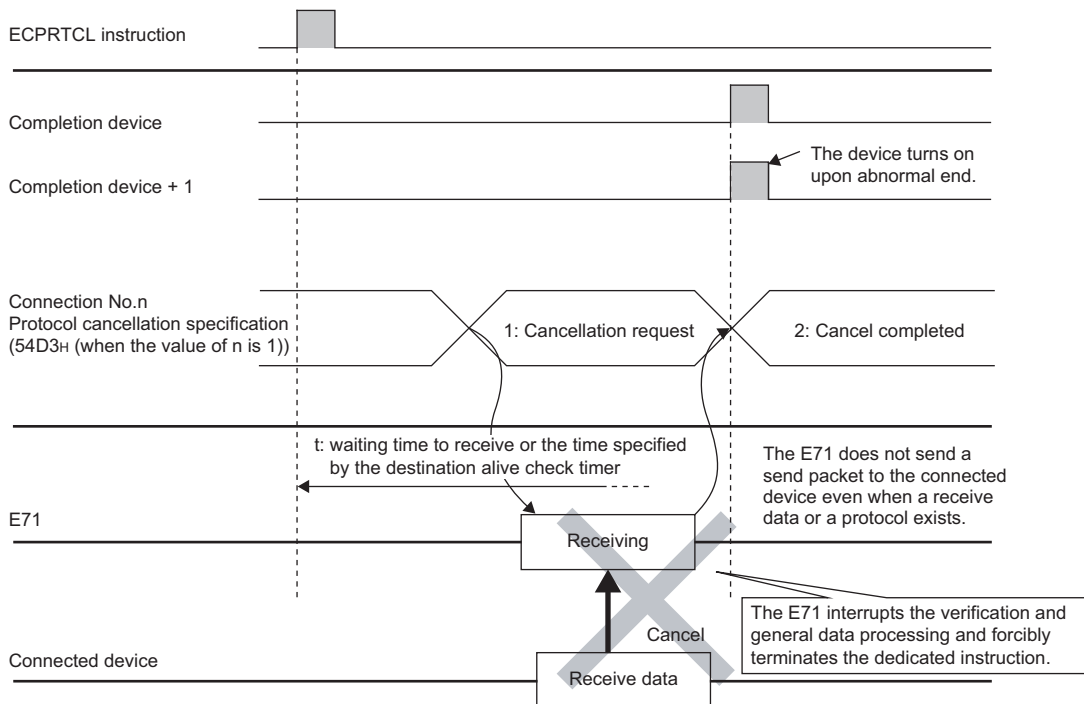 ECPRTCL instruction
Completion device
The device turns on
upon abnormal end.
Completion device + 1
Connection No.n
Protocol cancellation specification
(54D3H (when the value of n is 1))
1: Cancellation request
2: Cancel completed
t: waiting time to receive or the time specified
by the destination alive check timer
The E71 does not send a
send packet to the connected
device even when a receive
data or a protocol exists.
E71
Receiving
The E71 interrupts the verification and
general data processing and forcibly
terminates the dedicated instruction.
Cancel
Connected device
Receive data